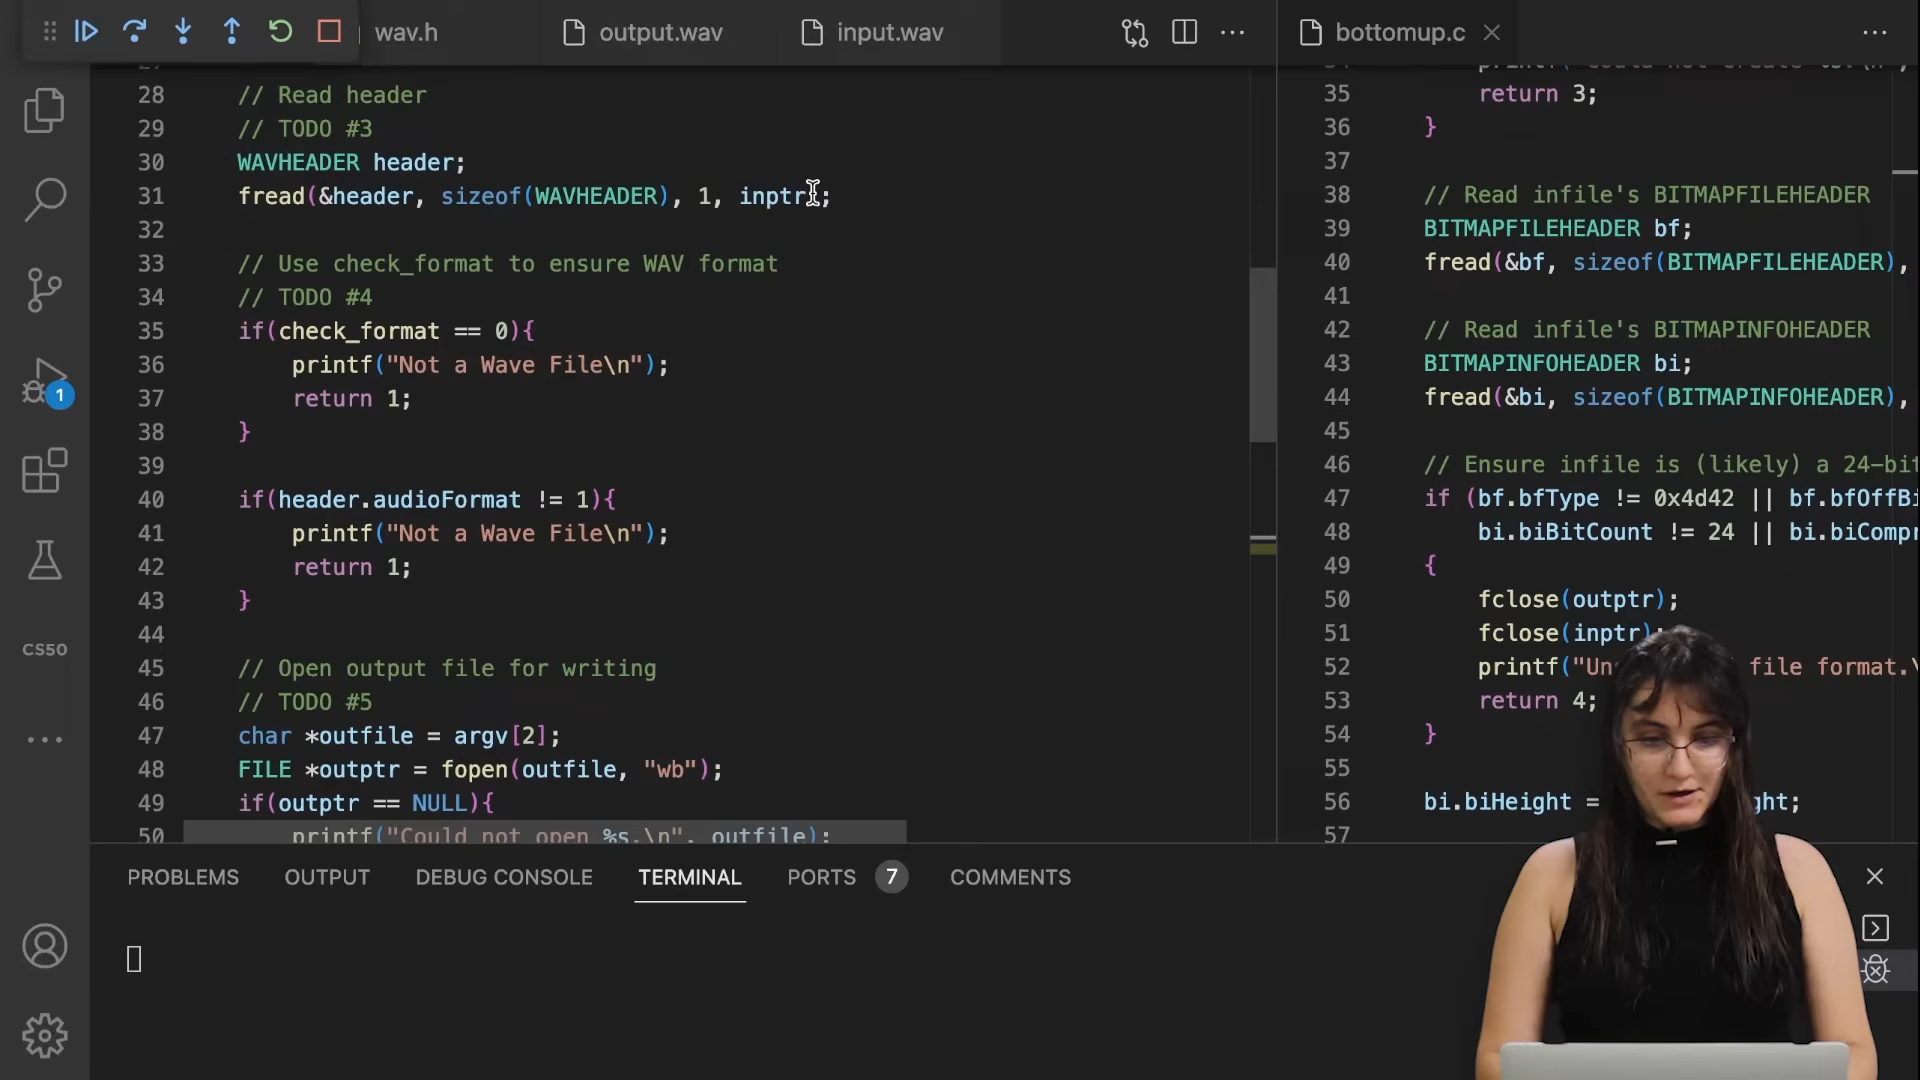 wav.h
output.wav
input.wav
bottomup.c
28 // Read header
29 // TODO #3
30 WAVHEADER header;
31 fread(&header, sizeof(WAVHEADER), 1, inptr;
32
33 // Use check_format to ensure WAV format
34 // TODO #4
35 if(check_format == 0){
36 printf("Not a Wave File\n");
37 return 1;
38 }
39
40 if(header.audioFormat != 1){
41 printf("Not a Wave File\n");
42 return 1;
43 }
44
45 // Open output file for writing
46 // TODO #5
47 char *outfile = argv[2];
48 FILE *outptr = fopen(outfile, "wb");
49 if(outptr == NULL){
50 printf("Could not open %s.\n", outfile);
35 return 3;
36 }
37
38 // Read infile's BITMAPFILEHEADER
39 BITMAPFILEHEADER bf;
40 fread(&bf, sizeof(BITMAPFILEHEADER),
41
42 // Read infile's BITMAPINFOHEADER
43 BITMAPINFOHEADER bi;
44 fread(&bi, sizeof(BITMAPINFOHEADER),
45
46 // Ensure infile is (likely) a 24-bit
47 if (bf.bfType != 0x4d42 || bf.bfOffBi
48 bi.biBitCount != 24 || bi.biCompr
49 {
50 fclose(outptr);
51 fclose(inptr);
52 printf("Un file format.\
53 return 4;
54 }
55
56 bi.biHeight = ght;
57
1
CS50
PROBLEMS
OUTPUT
DEBUG CONSOLE
TERMINAL
PORTS 7
COMMENTS